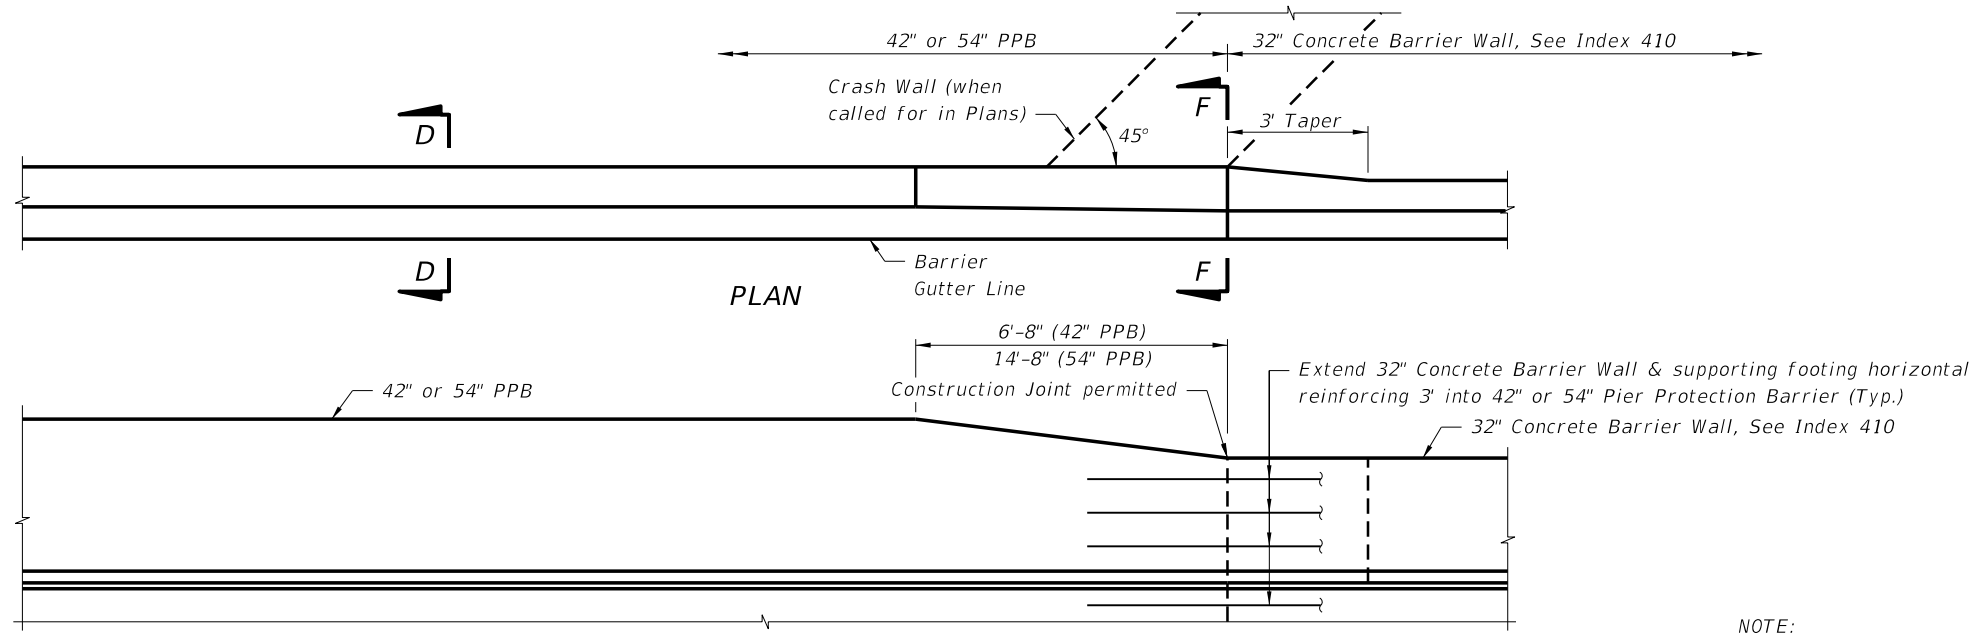 42" or 54" PPB
32" Concrete Barrier Wall, See Index 410
Crash Wall (when
called for in Plans)
F
3' Taper
D
45°
D
F
Barrier
Gutter Line
PLAN
6'-8" (42" PPB)
14'-8" (54" PPB)
42" or 54" PPB
Construction Joint permitted
Extend 32" Concrete Barrier Wall & supporting footing horizontal
reinforcing 3' into 42" or 54" Pier Protection Barrier (Typ.)
32" Concrete Barrier Wall, See Index 410
NOTE: